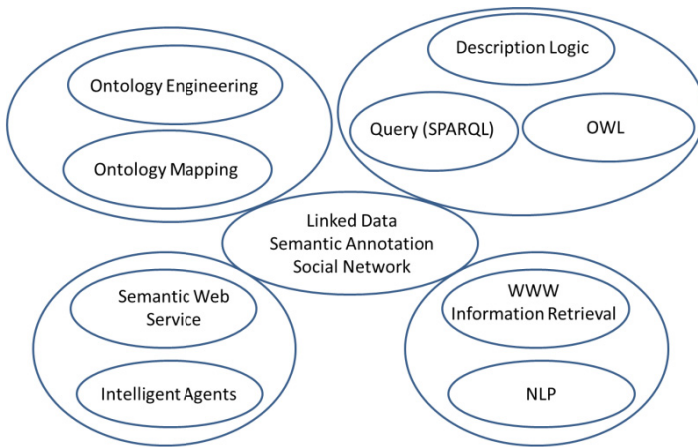 Ontology Engineering
Ontology Mapping
Description Logic
Query (SPARQL)
OWL
Linked Data
Semantic Annotation
Social Network
Semantic Web
Service
Intelligent Agents
WWW
Information Retrieval
NLP